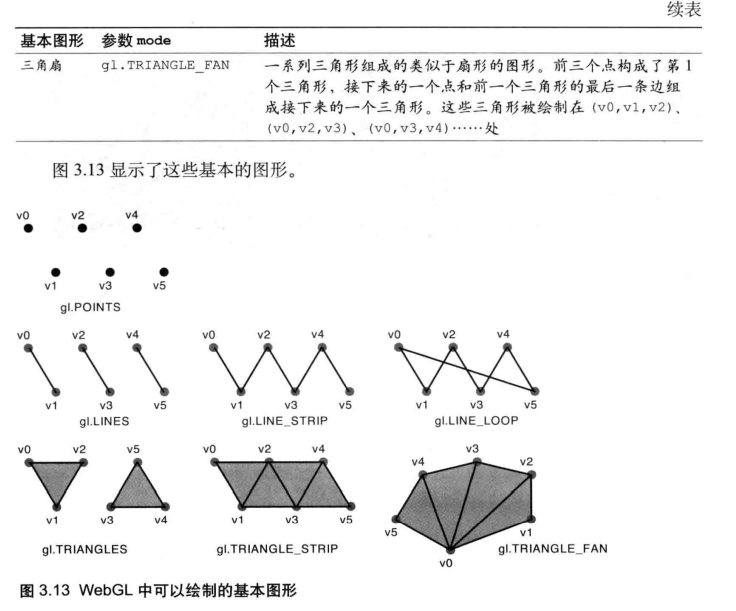 续表
基本图形 参数 mode 描述
三角扇 gl.TRIANGLE_FAN 一系列三角形组成的类似于扇形的图形。前三个点构成了第1
个三角形，接下来的一个点和前一个三角形的最后一条边组
成接下来的一个三角形。这些三角形被绘制在 (v0,v1,v2)、
(v0,v2,v3)、(v0,v3,v4)……处
图 3.13 显示了这些基本的图形。
v0 v2 v4
v1 v3 v5
gl.POINTS
v0 v2 v4 v0 v2 v4 v0 v2 v4
v1 v3 v5 v1 v3 v5 v1 v3 v5
gl.LINES gl.LINE_STRIP gl.LINE_LOOP
v0 v2 v5 v0 v2 v4 v4 v3 v2
v1 v3 v4 v1 v3 v5 v5 v1
gl.TRIANGLES gl.TRIANGLE_STRIP v0 gl.TRIANGLE_FAN
图 3.13 WebGL 中可以绘制的基本图形